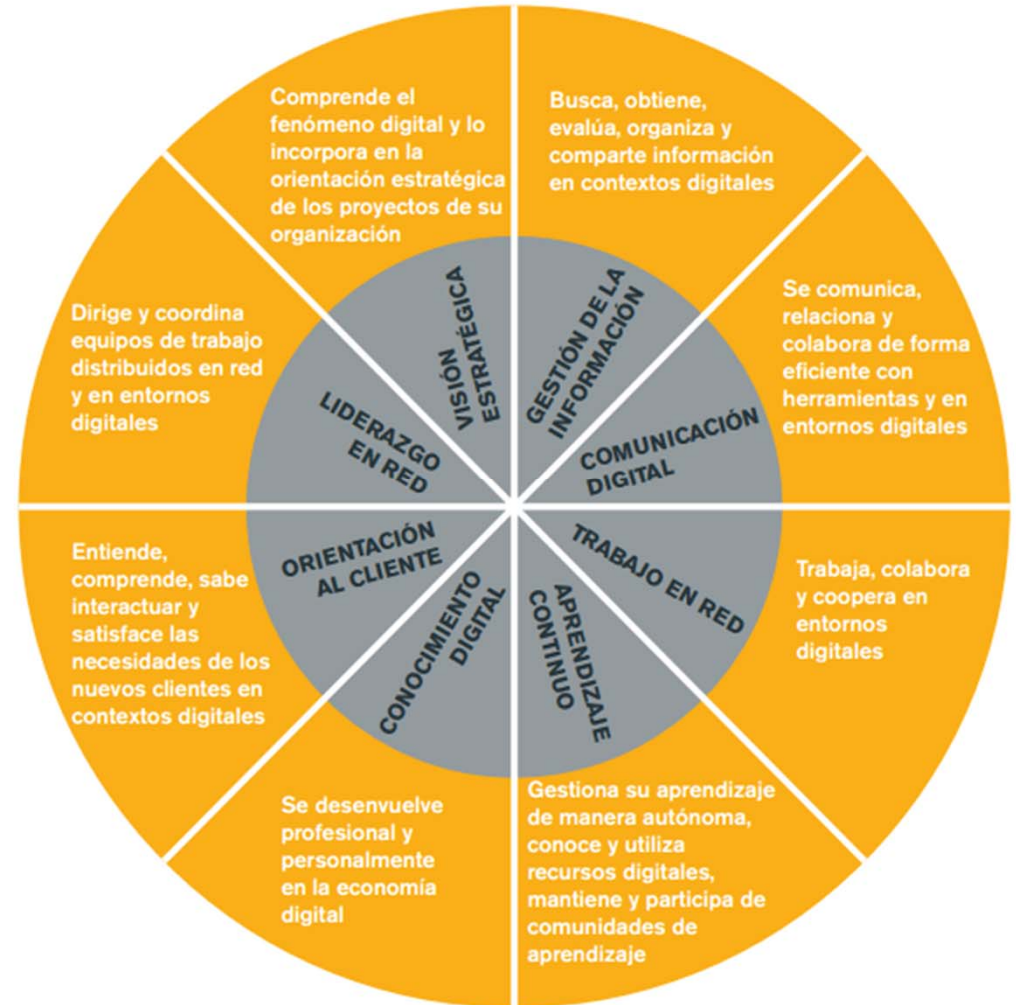 Comprende el
fenómeno digital y lo
incorpora en la
orientación estratégica
de los proyectos de su
organización
VISIÓN
ESTRATÉGICA
Busca, obtiene,
evalúa, organiza y
comparte información
en contextos digitales
GESTIÓN DE LA
INFORMACIÓN
Se comunica,
relaciona y
colabora de forma
eficiente con
herramientas y en
entornos digitales
COMUNICACIÓN
DIGITAL
Trabaja, colabora
y coopera en
entornos
digitales
TRABAJO EN RED
Gestiona su aprendizaje
de manera autónoma,
conoce y utiliza
recursos digitales,
mantiene y participa de
comunidades de
aprendizaje
APRENDIZAJE
CONTINUO
Se desenvuelve
profesional y
personalmente
en la economía
digital
CONOCIMIENTO
DIGITAL
Entiende,
comprende, sabe
interactuar y
satisface las
necesidades de los
nuevos clientes en
contextos digitales
ORIENTACIÓN
AL CLIENTE
Dirige y coordina
equipos de trabajo
distribuidos en red
y en entornos
digitales
LIDERAZGO
EN RED